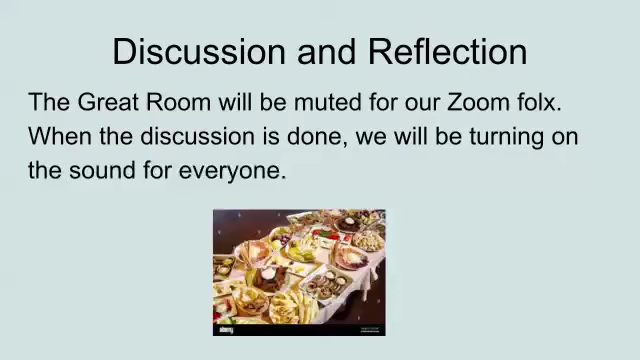 Discussion and Reflection
The Great Room will be muted for our Zoom folx.
When the discussion is done, we will be turning on
the sound for everyone.
alamy